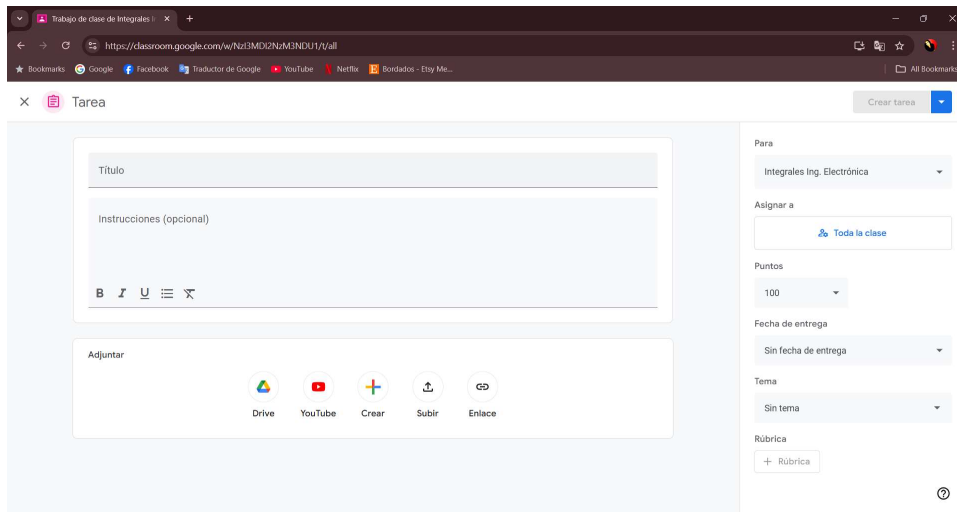 Trabajo de clase de Integrales I
https://classroom.google.com/w/NzI3MDI2NzM3NDU1/t/all
Bookmarks Google Facebook Traductor de Google YouTube Netflix Bordados - Etsy Me... All Bookmarks
Tarea
Crear tarea
Título
Instrucciones (opcional)
B I U
Adjuntar
Drive YouTube Crear Subir Enlace
Para
Integrales Ing. Electrónica
Asignar a
Toda la clase
Puntos
100
Fecha de entrega
Sin fecha de entrega
Tema
Sin tema
Rúbrica
+ Rúbrica